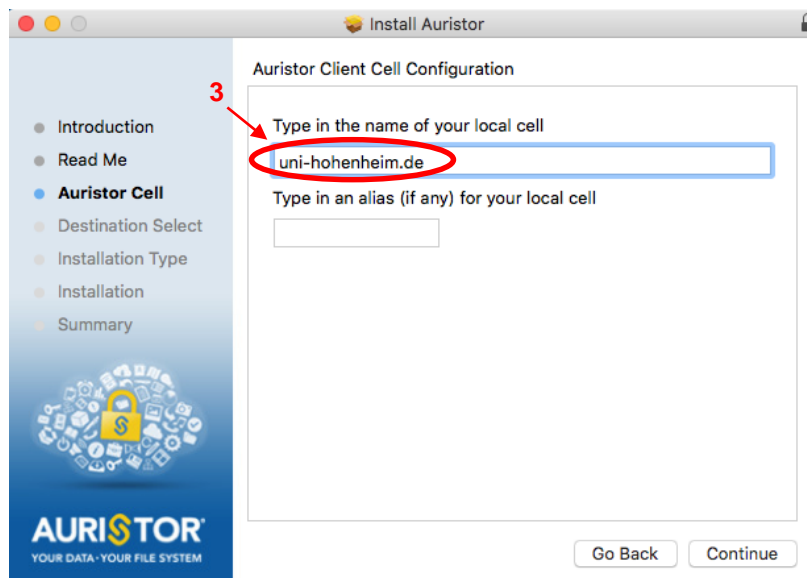 Install Auristor
Auristor Client Cell Configuration
3
Introduction
Read Me
Auristor Cell
Destination Select
Installation Type
Installation
Summary
Type in the name of your local cell
uni-hohenheim.de
Type in an alias (if any) for your local cell
S
AURISTOR
YOUR DATA·YOUR FILE SYSTEM
Go Back
Continue